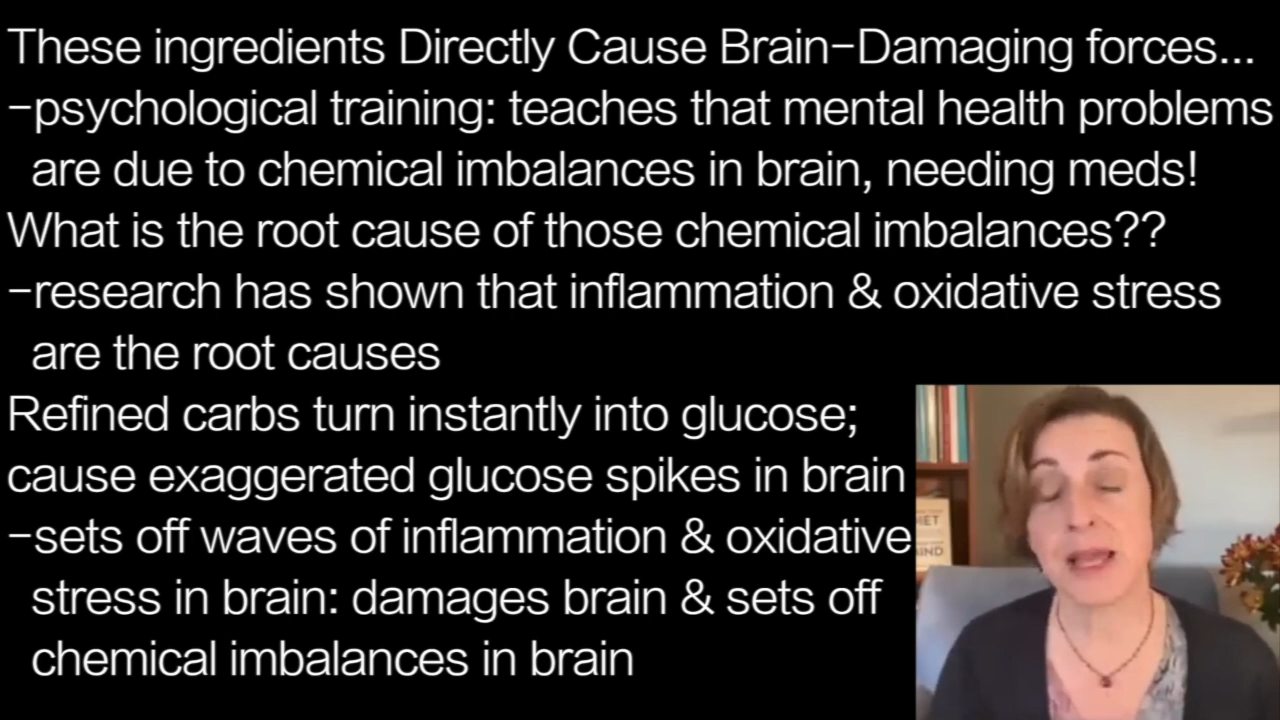 These ingredients Directly Cause Brain-Damaging forces...
-psychological training: teaches that mental health problems
are due to chemical imbalances in brain, needing meds!
What is the root cause of those chemical imbalances??
-research has shown that inflammation & oxidative stress
are the root causes
Refined carbs turn instantly into glucose;
cause exaggerated glucose spikes in brain
-sets off waves of inflammation & oxidative
stress in brain: damages brain & sets off
chemical imbalances in brain